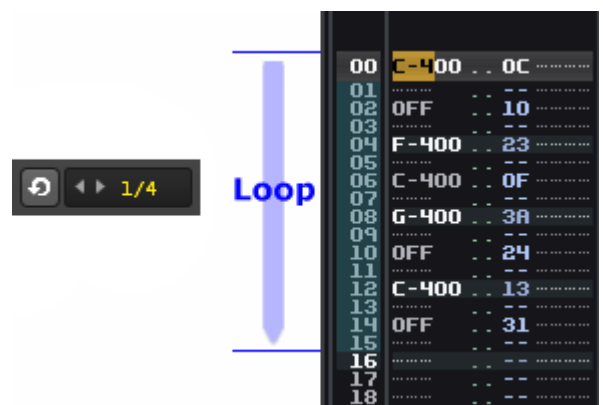 1/4
Loop
00 C-400 .. 0C
01 .. --
02 OFF .. 10
03 .. --
04 F-400 .. 23
05 .. --
06 C-400 .. 0F
07 .. --
08 G-400 .. 3A
09 .. --
10 OFF .. 24
11 .. --
12 C-400 .. 13
13 .. --
14 OFF .. 31
15 .. --
16 .. --
17 .. --
18 .. --